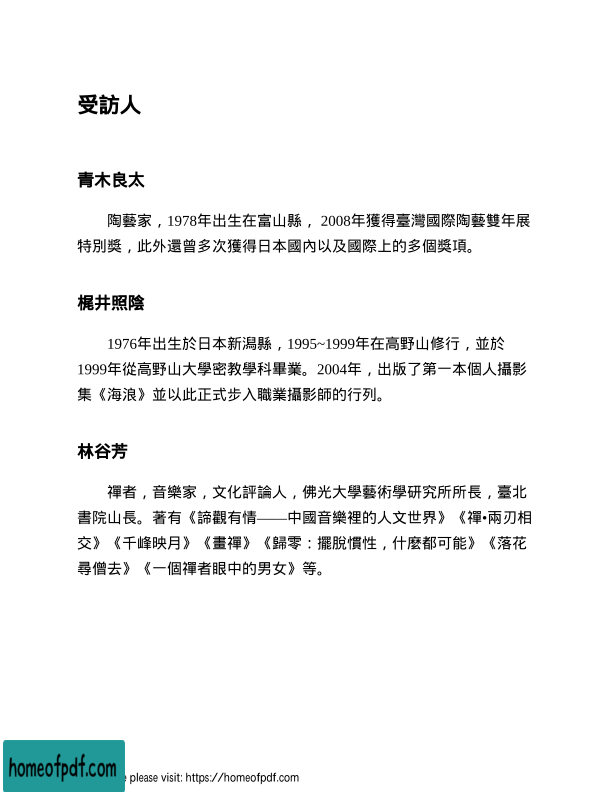 受訪人
青木良太
陶藝家，1978年出生在富山縣， 2008年獲得臺灣國際陶藝雙年展
特別獎，此外還曾多次獲得日本國內以及國際上的多個獎項。
梶井照陰
1976年出生於日本新潟縣，1995~1999年在高野山修行，並於
1999年從高野山大學密教學科畢業。2004年，出版了第一本個人攝影
集《海浪》並以此正式步入職業攝影師的行列。
林谷芳
禪者，音樂家，文化評論人，佛光大學藝術學研究所所長，臺北
書院山長。著有《諦觀有情——中國音樂裡的人文世界》《禪•兩刃相
交》《千峰映月》《畫禪》《歸零：擺脫慣性，什麼都可能》《落花
尋僧去》《一個禪者眼中的男女》等。
homeofpdf.com
please visit: https://homeofpdf.com